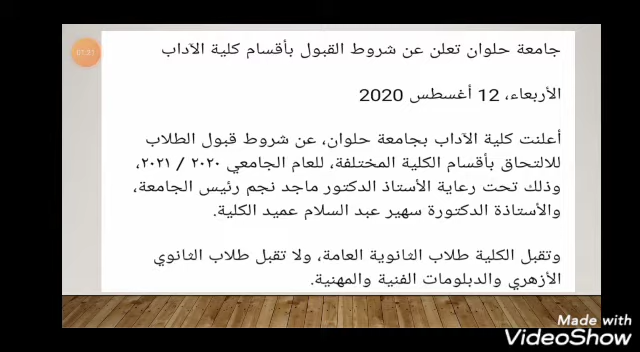 جامعة حلوان تعلن عن شروط القبول بأقسام كلية الآداب
الأربعاء، 12 أغسطس 2020
أعلنت كلية الآداب بجامعة حلوان، عن شروط قبول الطلاب
للالتحاق بأقسام الكلية المختلفة، للعام الجامعي ٢٠٢٠ / ٢٠٢١،
وذلك تحت رعاية الأستاذ الدكتور ماجد نجم رئيس الجامعة،
والأستاذة الدكتورة سهير عبد السلام عميد الكلية.
وتقبل الكلية طلاب الثانوية العامة، ولا تقبل طلاب الثانوي
الأزهري والدبلومات الفنية والمهنية.
Made with
VideoShow